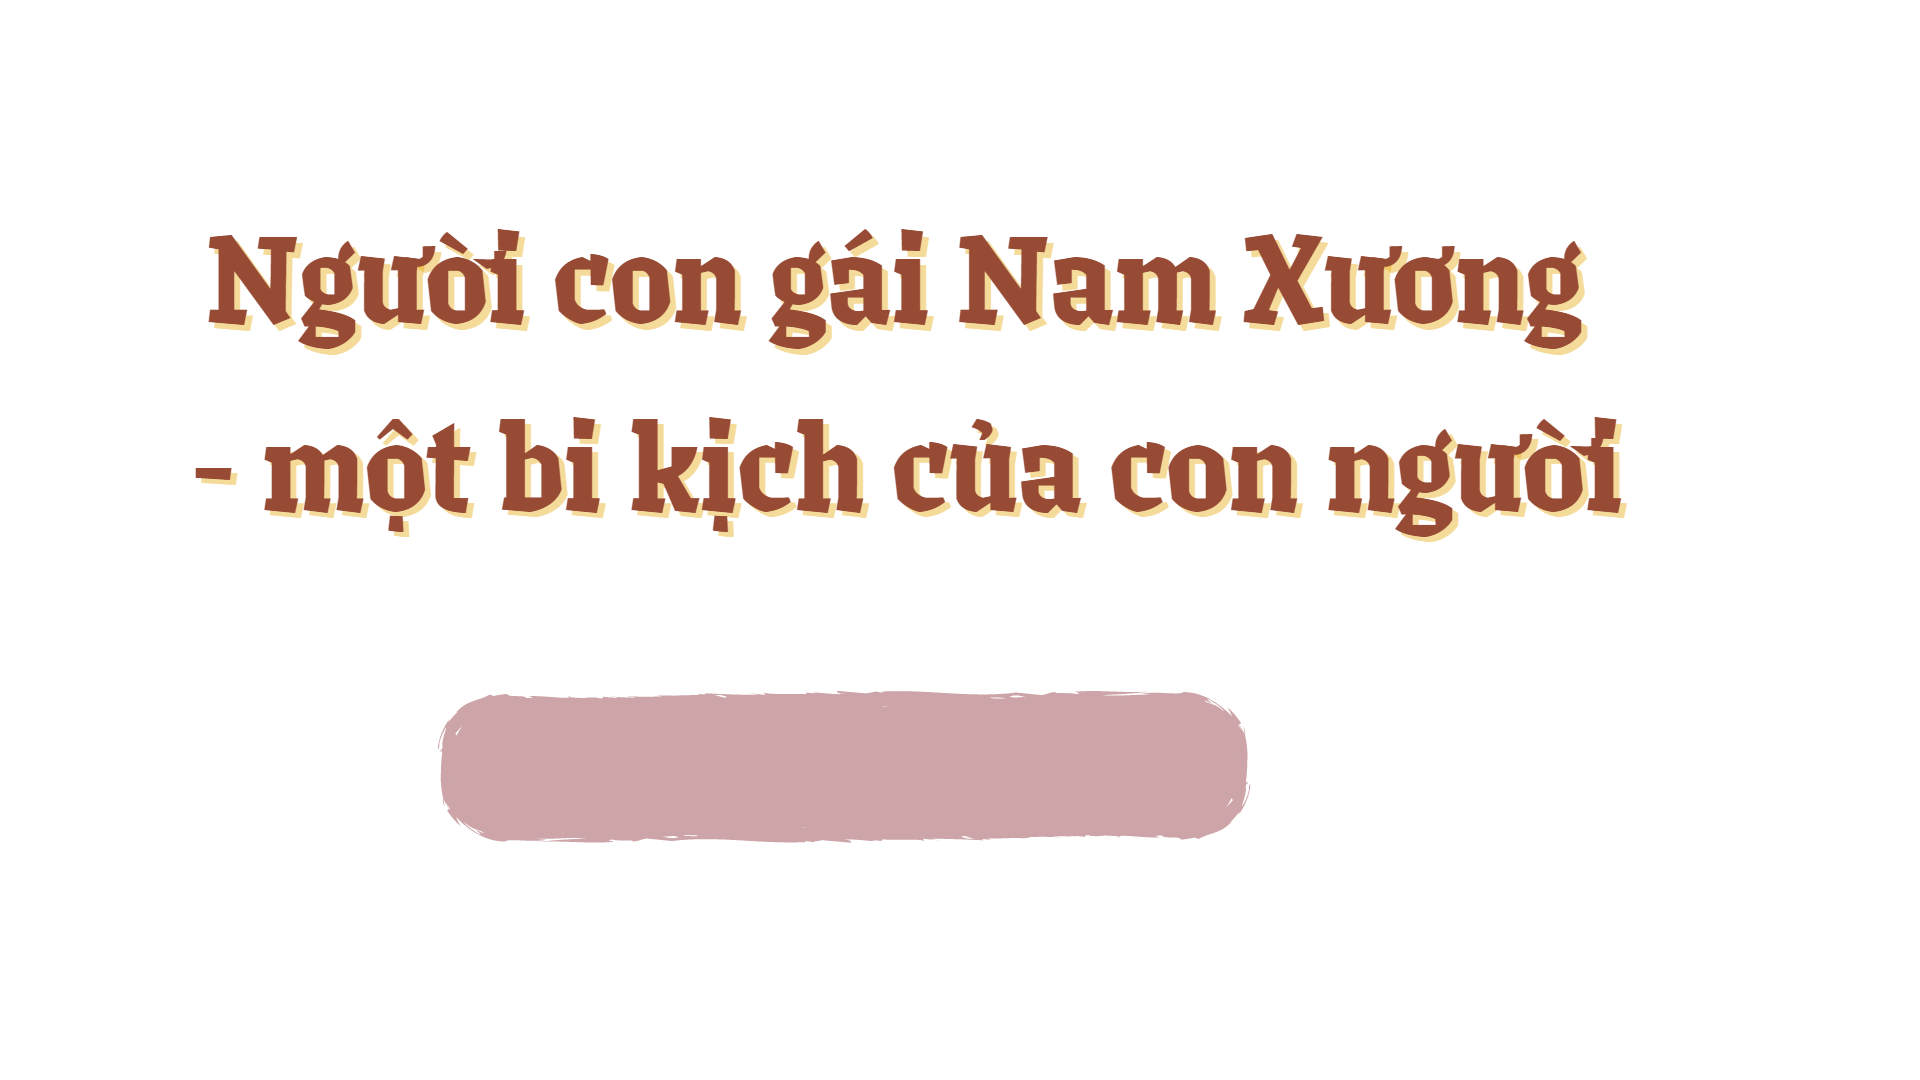 Người con gái Nam Xương
- một bi kịch của con người